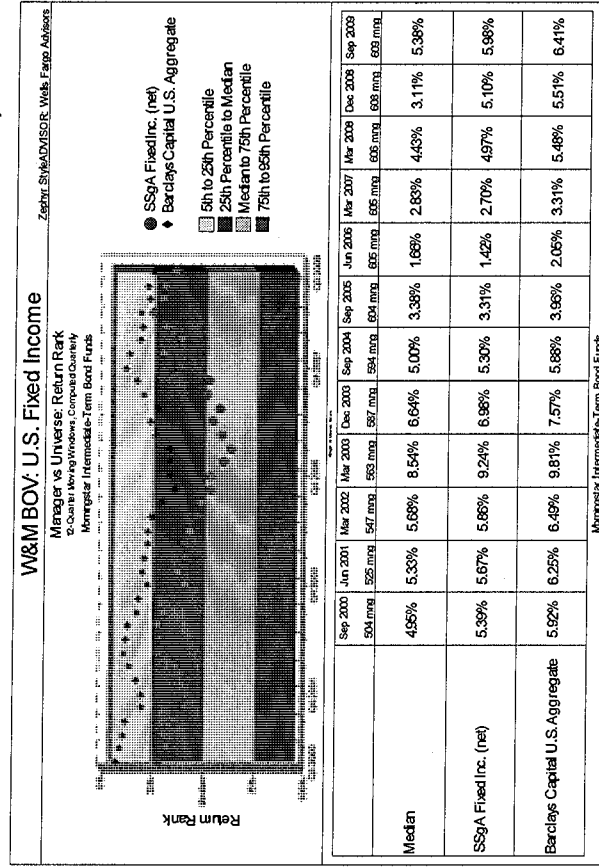 W&M BOV: U.S. Fixed Income
Zephyr StyleADVISOR: Wells Fargo Advisors
Manager vs Universe: Return Rank
12-Quarter Moving Windows, Computed Quarterly
Morningstar Intermediate-Term Bond Funds
Return Rank
Median
SSgA Fixed Inc. (net)
Barclays Capital U.S. Aggregate
5th to 25th Percentile
25th Percentile to Median
Median to 75th Percentile
75th to 95th Percentile
Sep 2000 Jun 2001 Mar 2002 Mar 2003 Dec 2003 Sep 2004 Sep 2005 Jun 2006 Mar 2007 Mar 2008 Dec 2008 Sep 2009
504 mng 525 mng 547 mng 563 mng 587 mng 594 mng 604 mng 605 mng 605 mng 606 mng 608 mng 609 mng
Median 4.95% 5.33% 5.68% 8.54% 6.64% 5.00% 3.38% 1.66% 2.83% 4.43% 3.11% 5.38%
SSgA Fixed Inc. (net) 5.39% 5.67% 5.86% 9.24% 6.96% 5.30% 3.31% 1.42% 2.70% 4.97% 5.10% 5.98%
Barclays Capital U.S. Aggregate 5.92% 6.25% 6.49% 9.81% 7.57% 5.88% 3.96% 2.05% 3.31% 5.48% 5.51% 6.41%
Morningstar Intermediate-Term Bond Funds